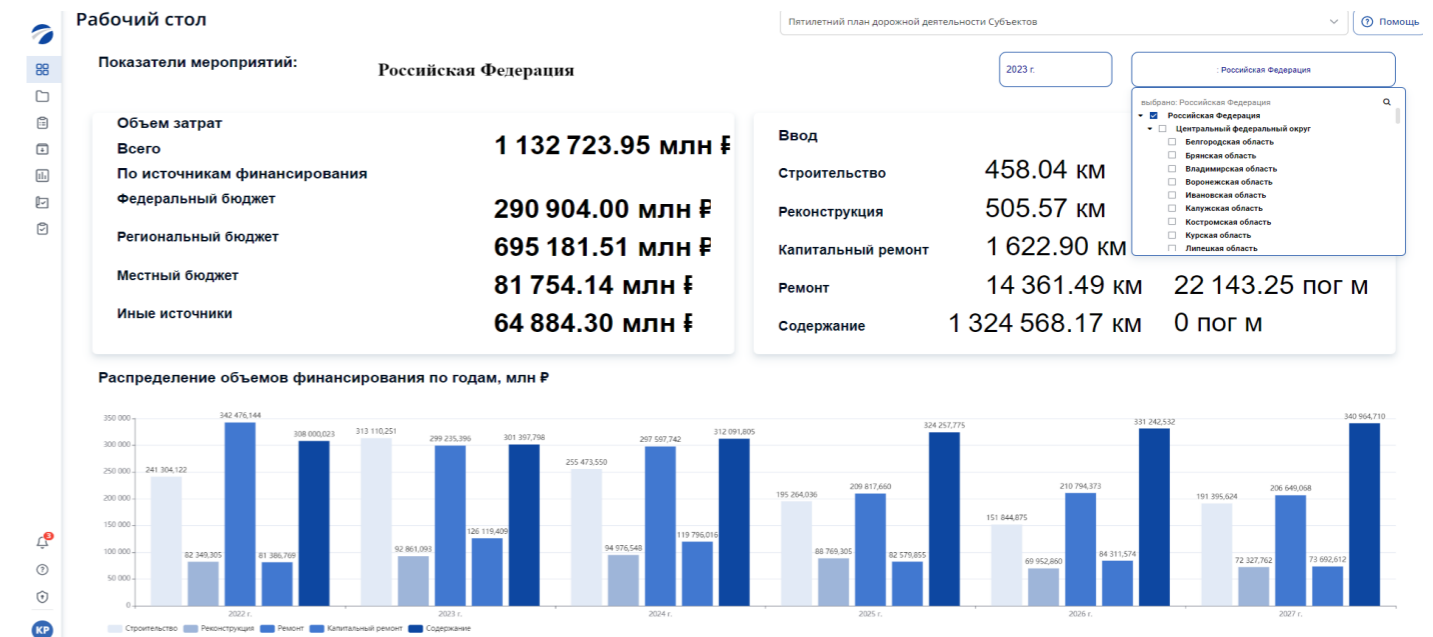 Рабочий стол
Пятилетний план дорожной деятельности Субъектов
Помощь
Показатели мероприятий:
Российская Федерация
2023 г.
: Российская Федерация
выбрано: Российская Федерация
Российская Федерация
Центральный федеральный округ
Белгородская область
Брянская область
Владимирская область
Воронежская область
Ивановская область
Калужская область
Костромская область
Курская область
Липецкая область
Объем затрат
Всего 1 132 723.95 млн ₽
По источникам финансирования
Федеральный бюджет 290 904.00 млн ₽
Региональный бюджет 695 181.51 млн ₽
Местный бюджет 81 754.14 млн ₽
Иные источники 64 884.30 млн ₽
Ввод
Строительство 458.04 км
Реконструкция 505.57 км
Капитальный ремонт 1 622.90 км
Ремонт 14 361.49 км 22 143.25 пог м
Содержание 1 324 568.17 км 0 пог м
Распределение объемов финансирования по годам, млн ₽
350 000
300 000
250 000
200 000
150 000
100 000
50 000
0
241 304,122 82 349,305 342 476,144 81 386,769 308 000,023
313 110,251 92 861,093 299 235,396 126 119,409 301 397,798
255 473,550 94 976,548 297 597,742 119 796,016 312 091,805
195 264,036 88 769,305 209 817,660 82 579,855 324 257,775
151 844,875 69 952,860 210 794,373 84 311,574 331 242,532
191 395,624 72 327,762 206 649,068 73 692,612 340 964,710
2022 г. 2023 г. 2024 г. 2025 г. 2026 г. 2027 г.
Строительство Реконструкция Ремонт Капитальный ремонт Содержание
3
КР